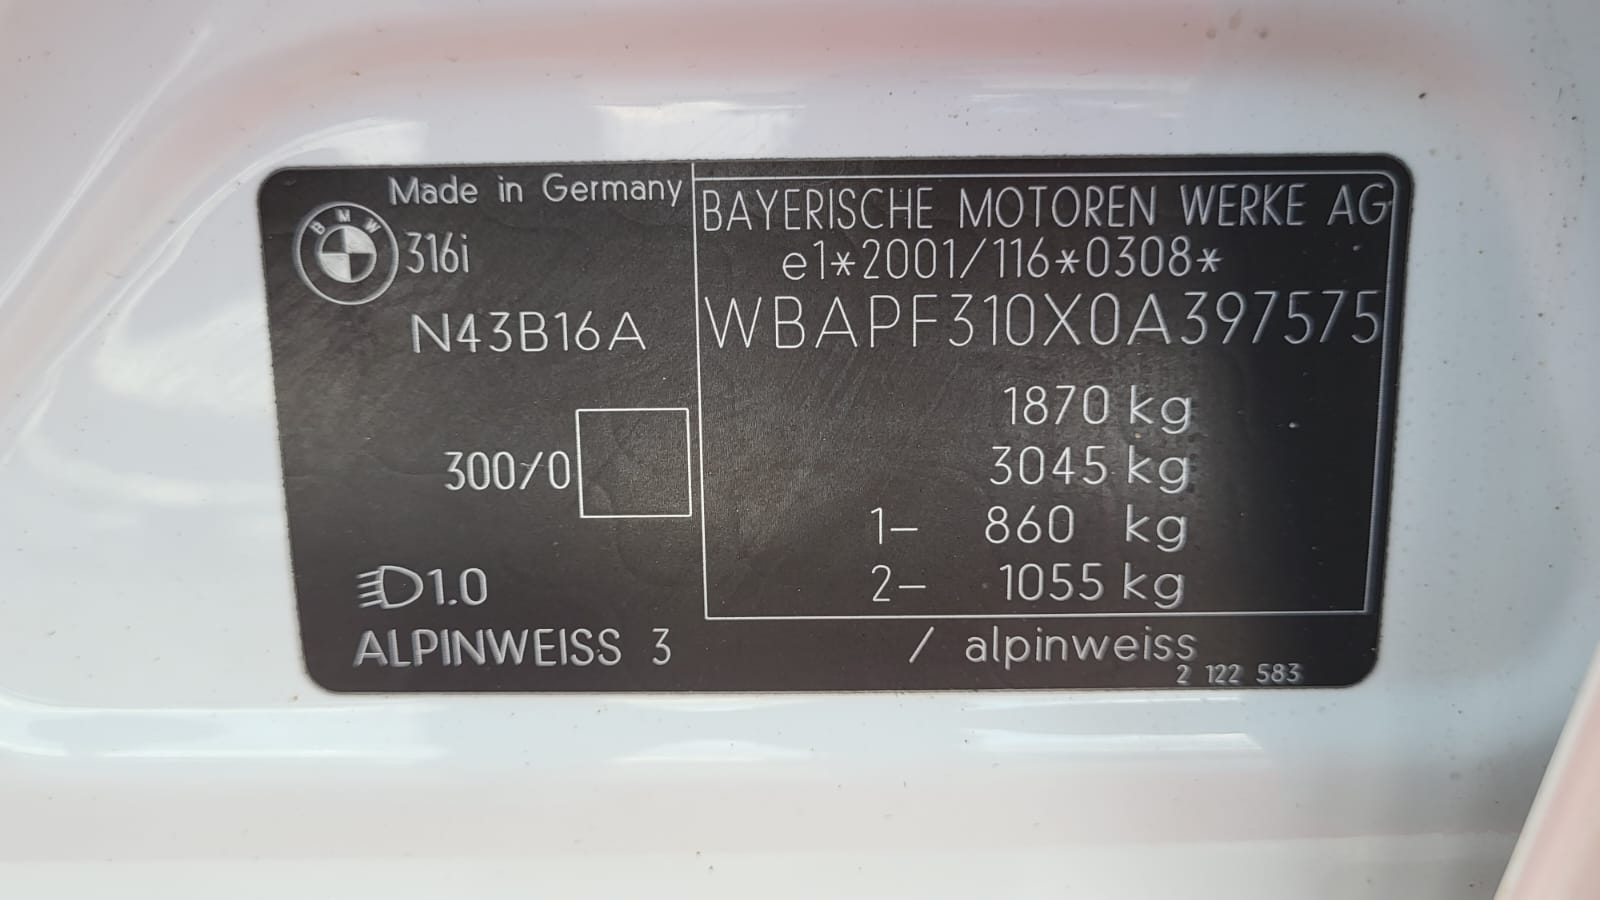 Made in Germany
BMW
316i
N43B16A
300/0
1.0
ALPINWEISS 3
BAYERISCHE MOTOREN WERKE AG
e1*2001/116*0308*
WBAPF310X0A397575
1870 kg
3045 kg
1- 860 kg
2- 1055 kg
/ alpinweiss
2 122 583